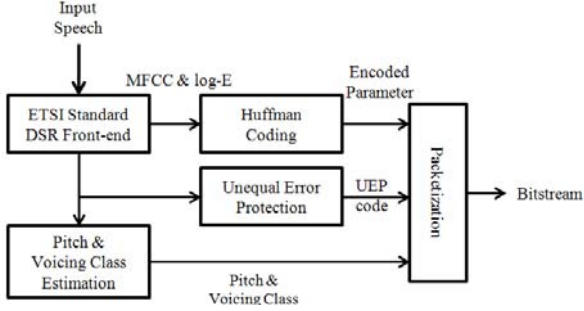 Input
Speech
MFCC & log-E
Encoded
Parameter
ETSI Standard
DSR Front-end
Huffman
Coding
Packetization
Unequal Error
Protection
UEP
code
Bitstream
Pitch &
Voicing Class
Estimation
Pitch &
Voicing Class